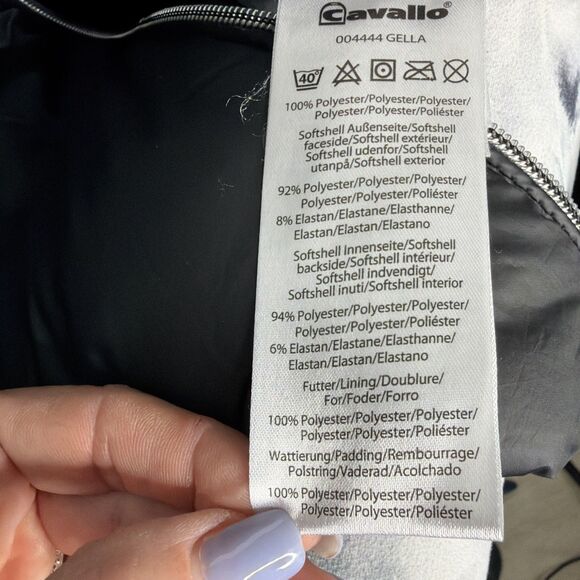 Cavallo®
004444 GELLA
40°
100% Polyester/Polyester/Polyester/
Polyester/Polyester/Poliéster
Softshell Außenseite/Softshell
faceside/Softshell extérieur/
Softshell udenfor/Softshell
utanpå/Softshell exterior
92% Polyester/Polyester/Polyester/
Polyester/Polyester/Poliéster
8% Elastan/Elastane/Elasthanne/
Elastan/Elastan/Elastano
Softshell Innenseite/Softshell
backside/Softshell intérieur/
Softshell indvendigt/
Softshell inuti/Softshell interior
94% Polyester/Polyester/Polyester/
Polyester/Polyester/Poliéster
6% Elastan/Elastane/Elasthanne/
Elastan/Elastan/Elastano
Futter/Lining/Doublure/
For/Foder/Forro
100% Polyester/Polyester/Polyester/
Polyester/Polyester/Poliéster
Wattierung/Padding/Rembourrage/
Polstring/Vaderad/Acolchado
100% Polyester/Polyester/Polyester/
Polyester/Polyester/Poliéster